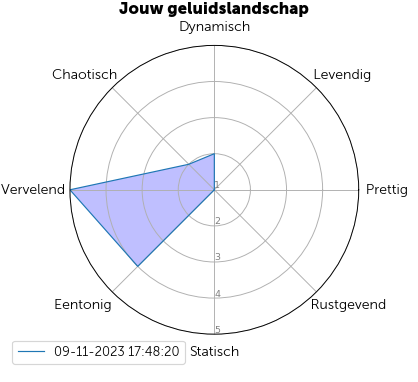 Jouw geluidslandschap
Dynamisch
Chaotisch
Levendig
Vervelend
1
Prettig
2
3
4
5
Eentonig
Rustgevend
09-11-2023 17:48:20
Statisch